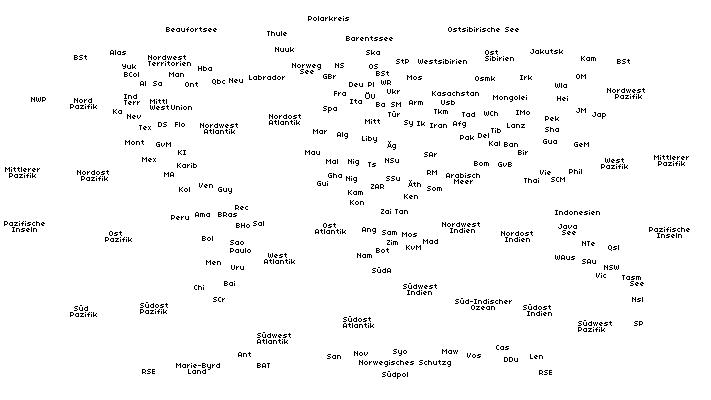 Polarkreis
Beaufortsee
Thule
Ostsibirische See
Barentssee
Nuuk
Ska
Alas
BSt
Nordwest
Territorien
Yuk
BCol
Man
Hba
Al
Sa
Ont
Qbc
Neu
Labrador
Norweg
See
NS
OS
GBr
BSt
StP
Westsibirien
Ost
Sibirien
Jakutsk
Kam
BSt
Deu
Pl
WR
Mos
Osmk
Irk
OM
Wla
NWP
Nord
Pazifik
Ind
Terr
Mittl
West
Union
Ka
Nev
Fra
ÖU
Ukr
Ita
Ba
SM
Arm
Kasachstan
Usb
Mongolei
Hei
Nordwest
Pazifik
Spa
Tür
Tkm
Tad
WCh
IMo
Pek
JM
Jap
Tex
DS
Flo
Nordwest
Atlantik
Nordost
Atlantik
Mitt
Sy
Ik
Iran
Afg
Tib
Lanz
Sha
Mar
Alg
Liby
Äg
Pak
Del
Kal
Ban
Gua
GeM
Mont
GvM
KI
Mex
Karib
Mau
Mal
Nig
Ts
NSu
SAr
Bir
Bom
GvB
West
Pazifik
Mittlerer
Pazifik
Mittlerer
Pazifik
Nordost
Pazifik
MA
Kol
Ven
Guy
Gha
Nig
Gui
Kam
ZAR
SSu
Äth
RM
Som
Arabisch
Meer
Vie
Phil
Thai
SCM
Kon
Ken
Rec
Peru
Ama
BRas
BHo
Sal
Zai
Tan
Indonesien
Pazifische
Inseln
Ost
Pazifik
Bol
Sao
Paulo
Ost
Atlantik
Ang
Sam
Mos
Zim
KvM
Mad
Bot
Nam
Nordwest
Indien
Nordost
Indien
Java
See
NTe
Qsl
Pazifische
Inseln
Men
Uru
West
Atlantik
SüdA
WAus
SAu
NSW
Vic
Tasm
See
Chi
Bai
SCr
Südwest
Indien
Süd-Indischer
Ozean
Südost
Indien
Nsl
Süd
Pazifik
Südost
Pazifik
Südost
Atlantik
Südwest
Pazifik
SP
Südwest
Atlantik
Ant
BAT
San
Nov
Syo
Maw
Vos
Cas
DDu
Len
Norwegisches Schutzg
RSE
Marie-Byrd
Land
Südpol
RSE